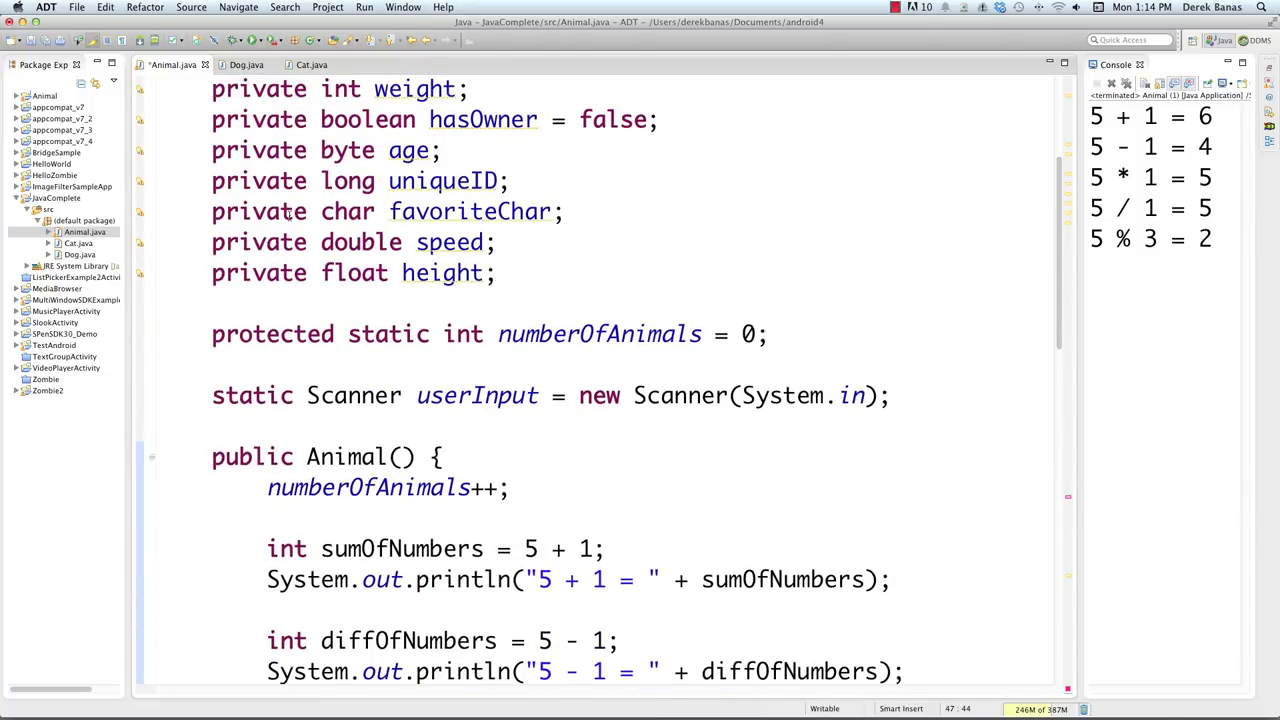 ADT File Edit Refactor Source Navigate Search Project Run Window Help
10
Mon 1:14 PM Derek Banas
Java – JavaComplete/src/Animal.java – ADT – /Users/derekbanas/Documents/android4
Quick Access
Java
DDMS
Package Exp
*Animal.java
Dog.java
Cat.java
Console
Animal
appcompat_v7
appcompat_v7_2
appcompat_v7_3
appcompat_v7_4
BridgeSample
HelloWorld
HelloZombie
ImageFilterSampleApp
JavaComplete
src
(default package)
Animal.java
Cat.java
Dog.java
JRE System Library [
ListPickerExample2Activi
MediaBrowser
MultiWindowSDKExample
MusicPlayerActivity
SlookActivity
SPenSDK30_Demo
TestAndroid
TextGroupActivity
VideoPlayerActivity
Zombie
Zombie2
private int weight;
private boolean hasOwner = false;
private byte age;
private long uniqueID;
private char favoriteChar;
private double speed;
private float height;
protected static int numberOfAnimals = 0;
static Scanner userInput = new Scanner(System.in);
public Animal() {
numberOfAnimals++;
int sumOfNumbers = 5 + 1;
System.out.println("5 + 1 = " + sumOfNumbers);
int diffOfNumbers = 5 - 1;
System.out.println("5 - 1 = " + diffOfNumbers);
<terminated> Animal (1) [Java Application] /S
5 + 1 = 6
5 - 1 = 4
5 * 1 = 5
5 / 1 = 5
5 % 3 = 2
Writable
Smart Insert
47 : 44
246M of 387M